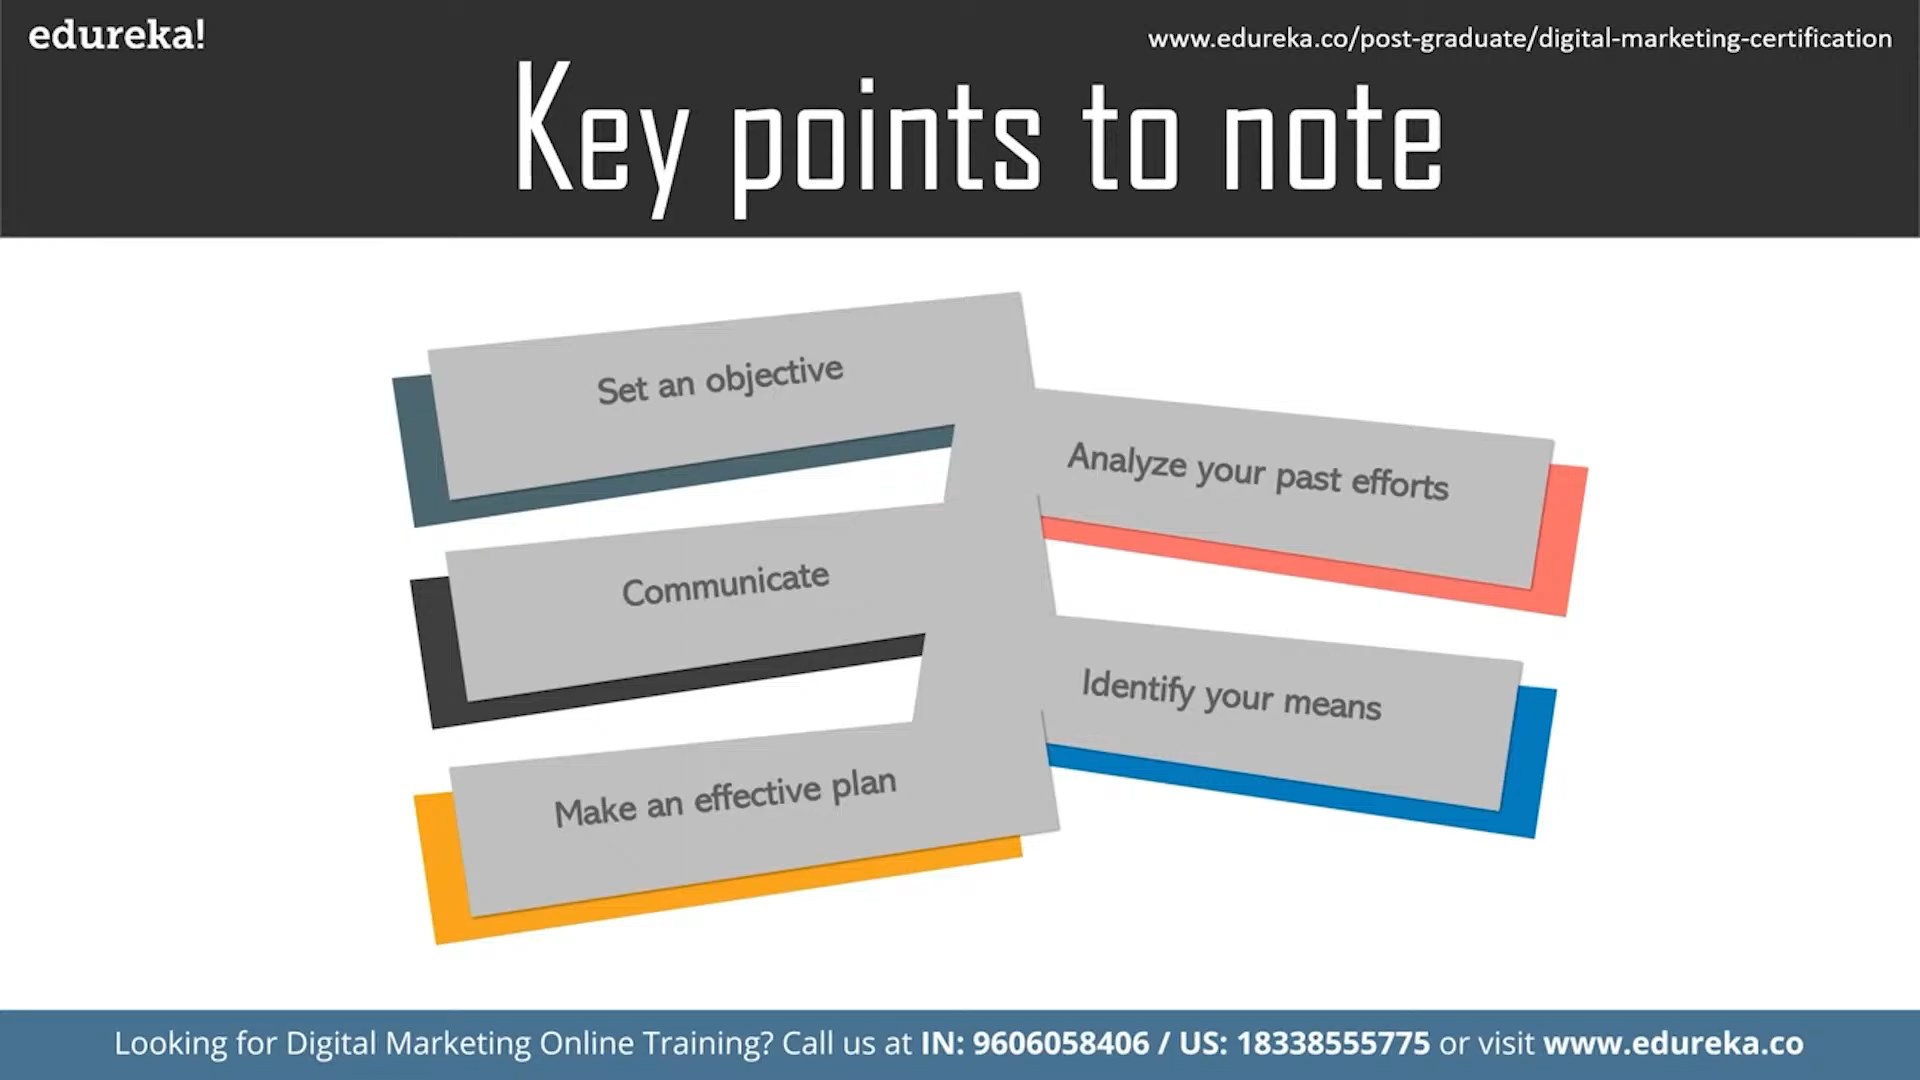 edureka!
www.edureka.co/post-graduate/digital-marketing-certification
Key points to note
Set an objective
Analyze your past efforts
Communicate
Identify your means
Make an effective plan
Looking for Digital Marketing Online Training? Call us at IN: 9606058406 / US: 18338555775 or visit www.edureka.co